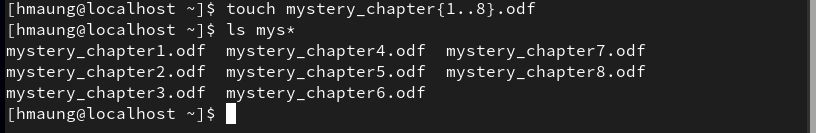 [hmaung@localhost ~]$ touch mystery_chapter{1..8}.odf
[hmaung@localhost ~]$ ls mys*
mystery_chapter1.odf  mystery_chapter4.odf  mystery_chapter7.odf
mystery_chapter2.odf  mystery_chapter5.odf  mystery_chapter8.odf
mystery_chapter3.odf  mystery_chapter6.odf
[hmaung@localhost ~]$